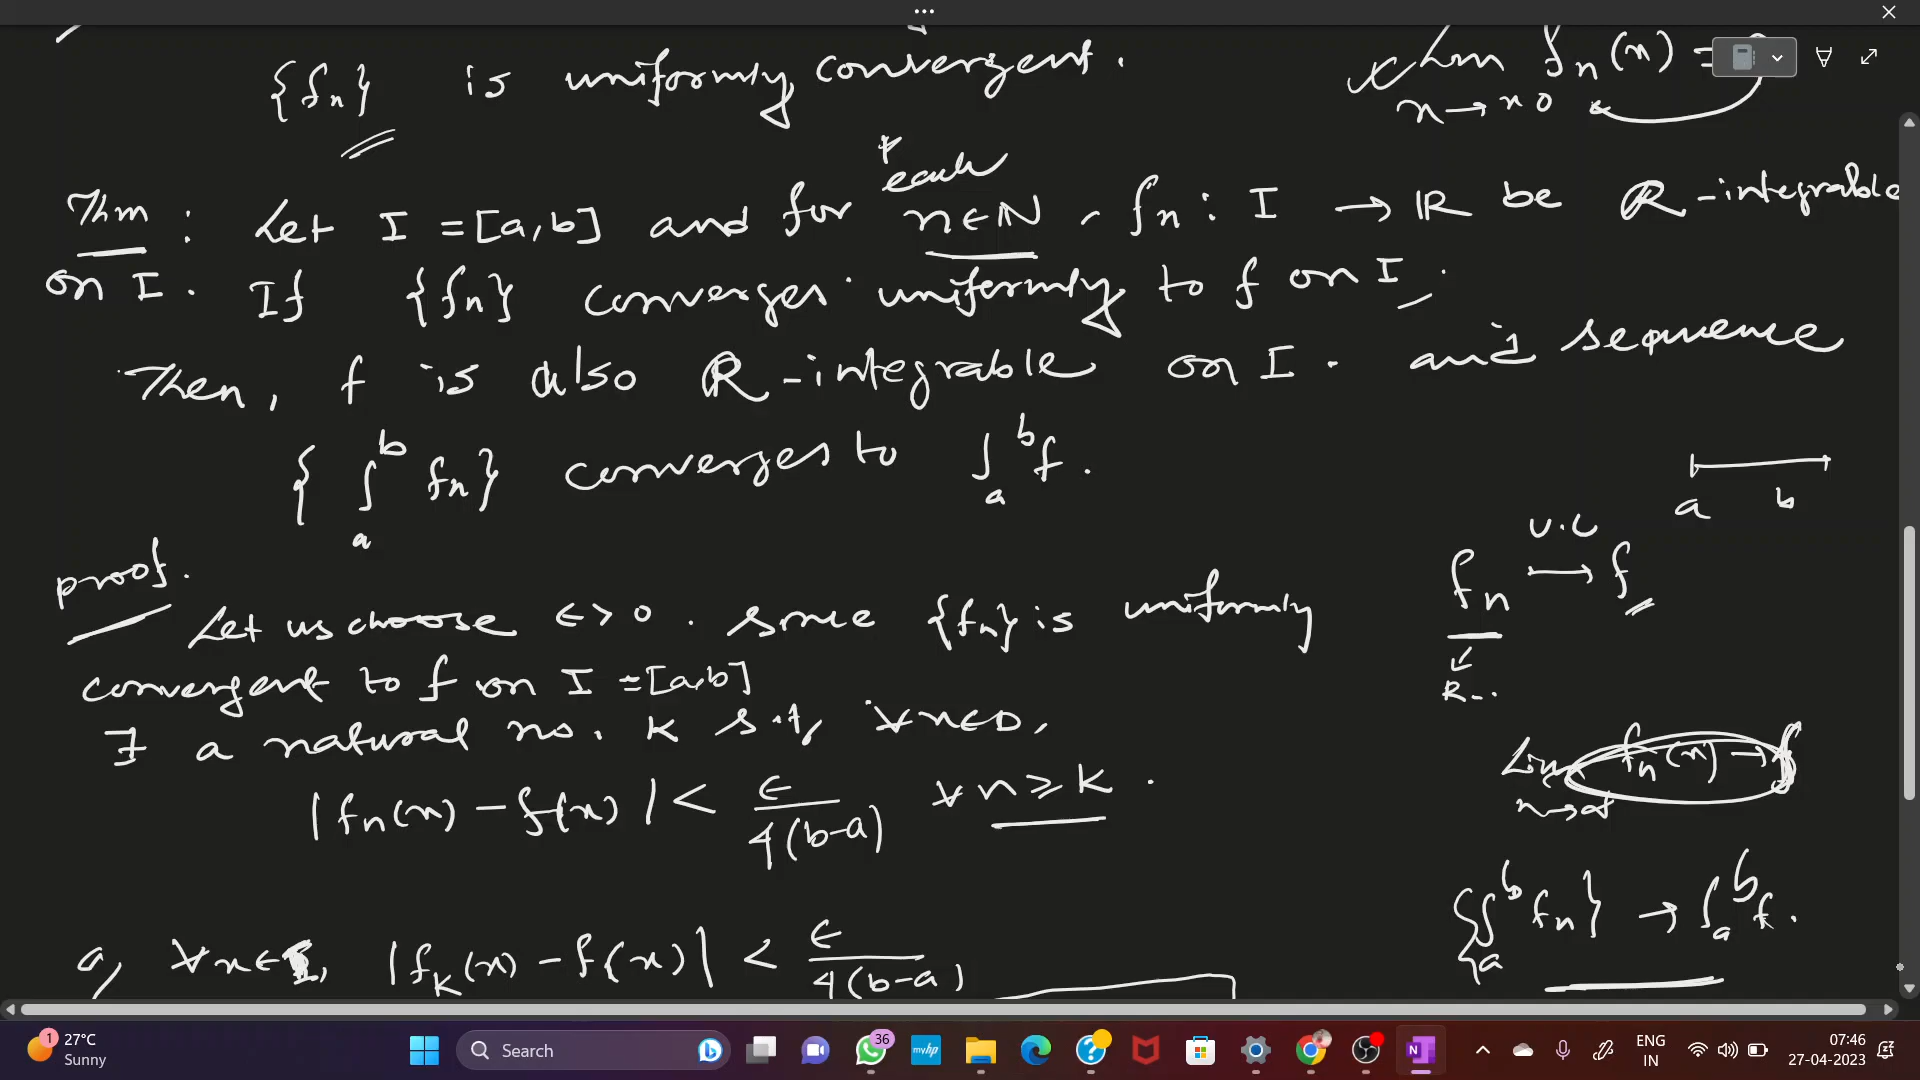 {fn} is uniformly convergent.
lim fn(x) =
x → x0
each
Thm : Let I = [a,b] and for n∈N, fn : I → R be R-integrable
on I. If {fn} converges uniformly to f on I.
Then, f is also R-integrable on I. and sequence
{∫_a^b fn} converges to ∫_a^b f.
a b
proof.
U.C
fn → f
R-.
Let us choose ∈>0. since {fn} is uniformly
convergent to f on I =[a,b]
∃ a natural no. K s.t, ∀x∈D,
|fn(x) – f(x)| < ∈/4(b-a) ∀ n ≥ K.
Lim fn(x) → f
n→∞
{∫_a^b fn} → ∫_a^b f.
∀x∈I, |fK(x) – f(x)| < ∈/4(b-a)
1
27°C
Sunny
Search
36
myhp
N
ENG
IN
07:46
27-04-2023